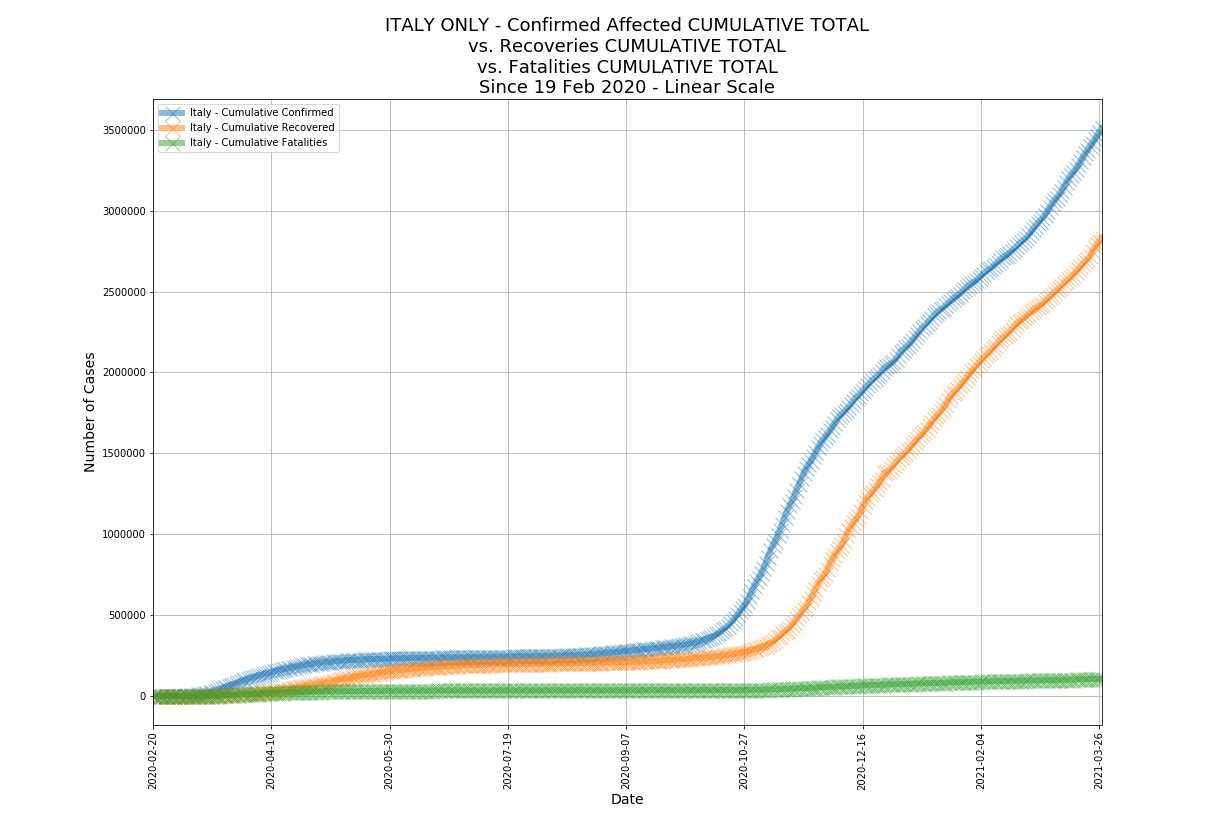 ITALY ONLY - Confirmed Affected CUMULATIVE TOTAL
vs. Recoveries CUMULATIVE TOTAL
vs. Fatalities CUMULATIVE TOTAL
Since 19 Feb 2020 - Linear Scale
Italy - Cumulative Confirmed
Italy - Cumulative Recovered
Italy - Cumulative Fatalities
Number of Cases
3500000
3000000
2500000
2000000
1500000
1000000
500000
0
2020-02-20
2020-04-10
2020-05-30
2020-07-19
2020-09-07
2020-10-27
2020-12-16
2021-02-04
2021-03-26
Date